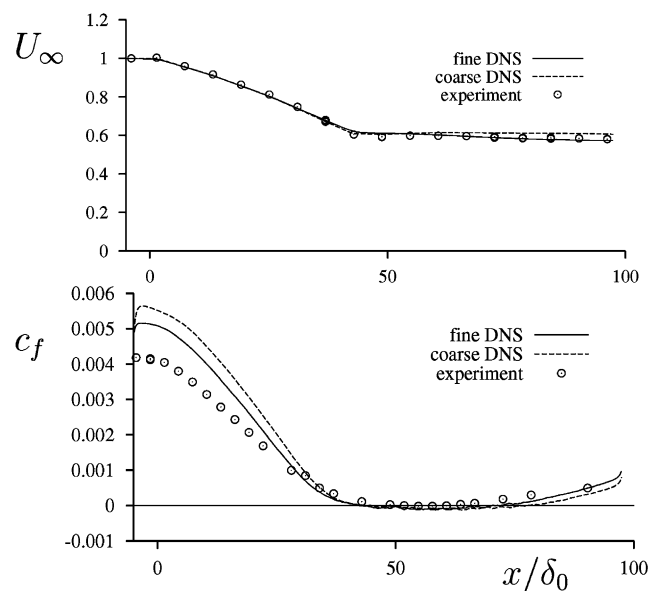 U∞
1.2
1
0.8
0.6
0.4
0.2
0
0
50
100
fine DNS
coarse DNS
experiment
c_f
0.006
0.005
0.004
0.003
0.002
0.001
0
-0.001
0
50
100
fine DNS
coarse DNS
experiment
x/δ₀